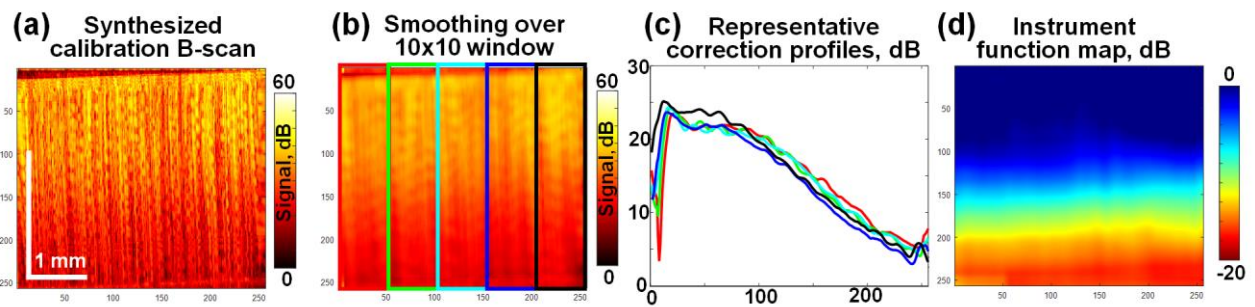 (a) Synthesized
calibration B-scan
60
Signal, dB
0
50
100
150
200
250
1 mm
50 100 150 200 250
(b) Smoothing over
10x10 window
60
Signal, dB
0
50
100
150
200
250
50 100 150 200 250
(c) Representative
correction profiles, dB
30
20
10
0
0 100 200
(d) Instrument
function map, dB
0
-20
50
100
150
200
250
50 100 150 200 250